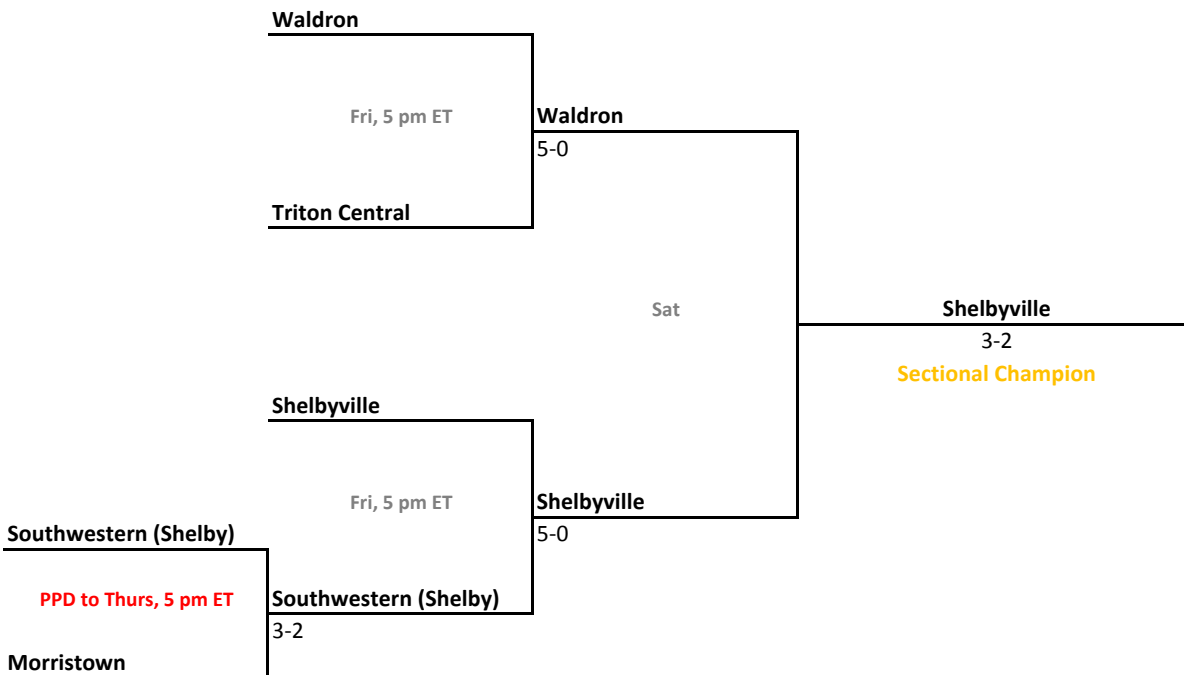 Waldron
Fri, 5 pm ET
Waldron
5-0
Triton Central
Sat
Shelbyville
3-2
Sectional Champion
Shelbyville
Fri, 5 pm ET
Shelbyville
5-0
Southwestern (Shelby)
PPD to Thurs, 5 pm ET
Southwestern (Shelby)
3-2
Morristown